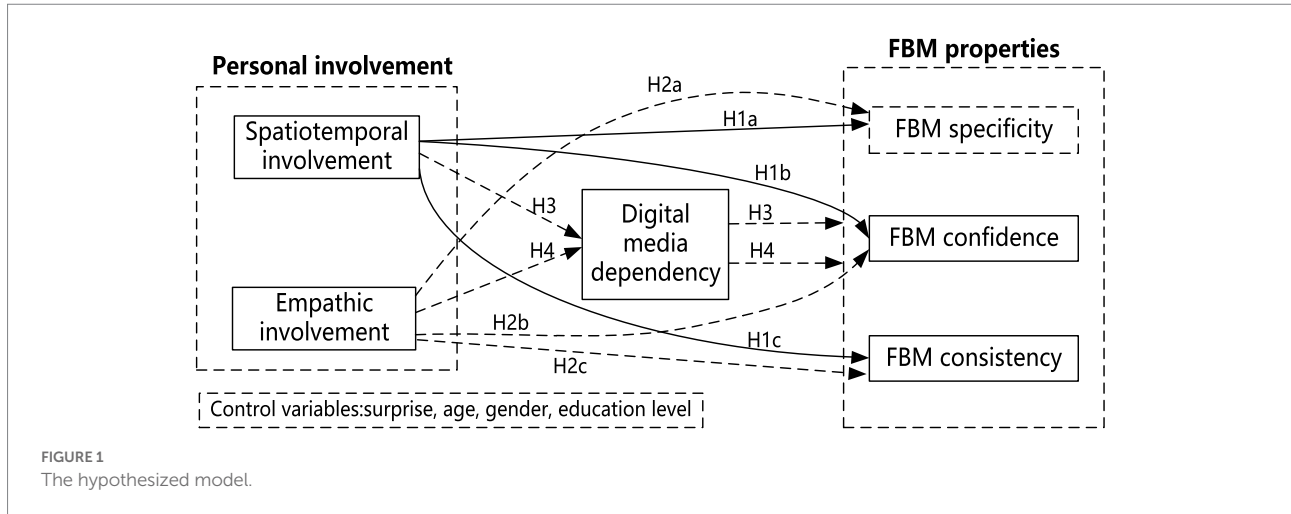 Personal involvement
FBM properties
Spatiotemporal
involvement
Empathic
involvement
H2a
H1a
H1b
H3
H4
H2b
H1c
H2c
Digital
media
dependency
H3
H4
FBM specificity
FBM confidence
FBM consistency
Control variables:surprise, age, gender, education level
FIGURE 1
The hypothesized model.